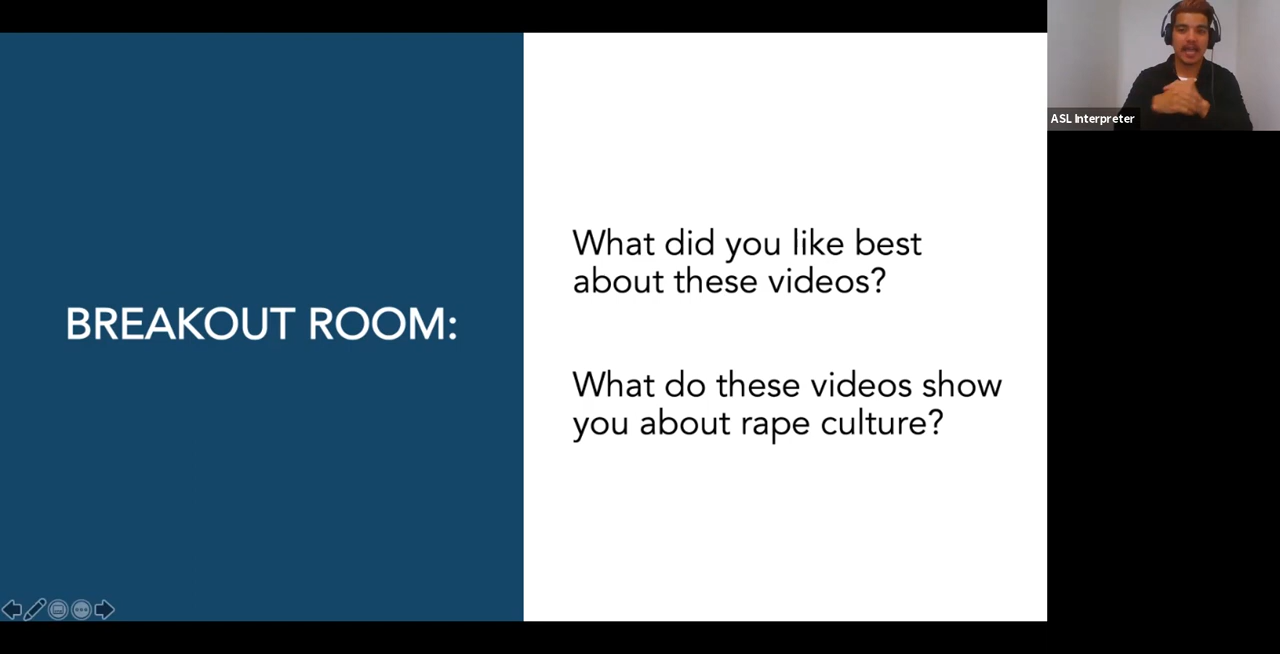 BREAKOUT ROOM:
What did you like best
about these videos?
What do these videos show
you about rape culture?
ASL Interpreter